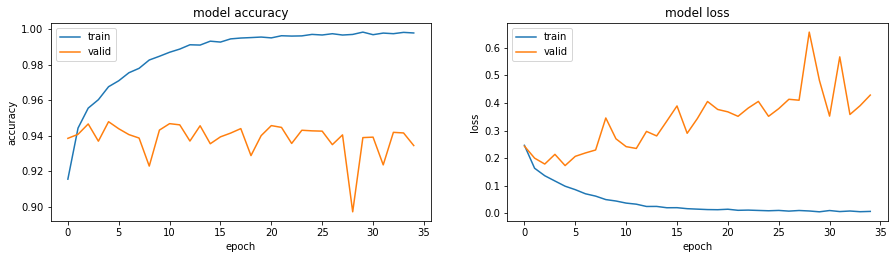 model accuracy
train
valid
1.00
0.98
0.96
0.94
0.92
0.90
accuracy
0 5 10 15 20 25 30 35
epoch
model loss
train
valid
0.6
0.5
0.4
0.3
0.2
0.1
0.0
loss
0 5 10 15 20 25 30 35
epoch